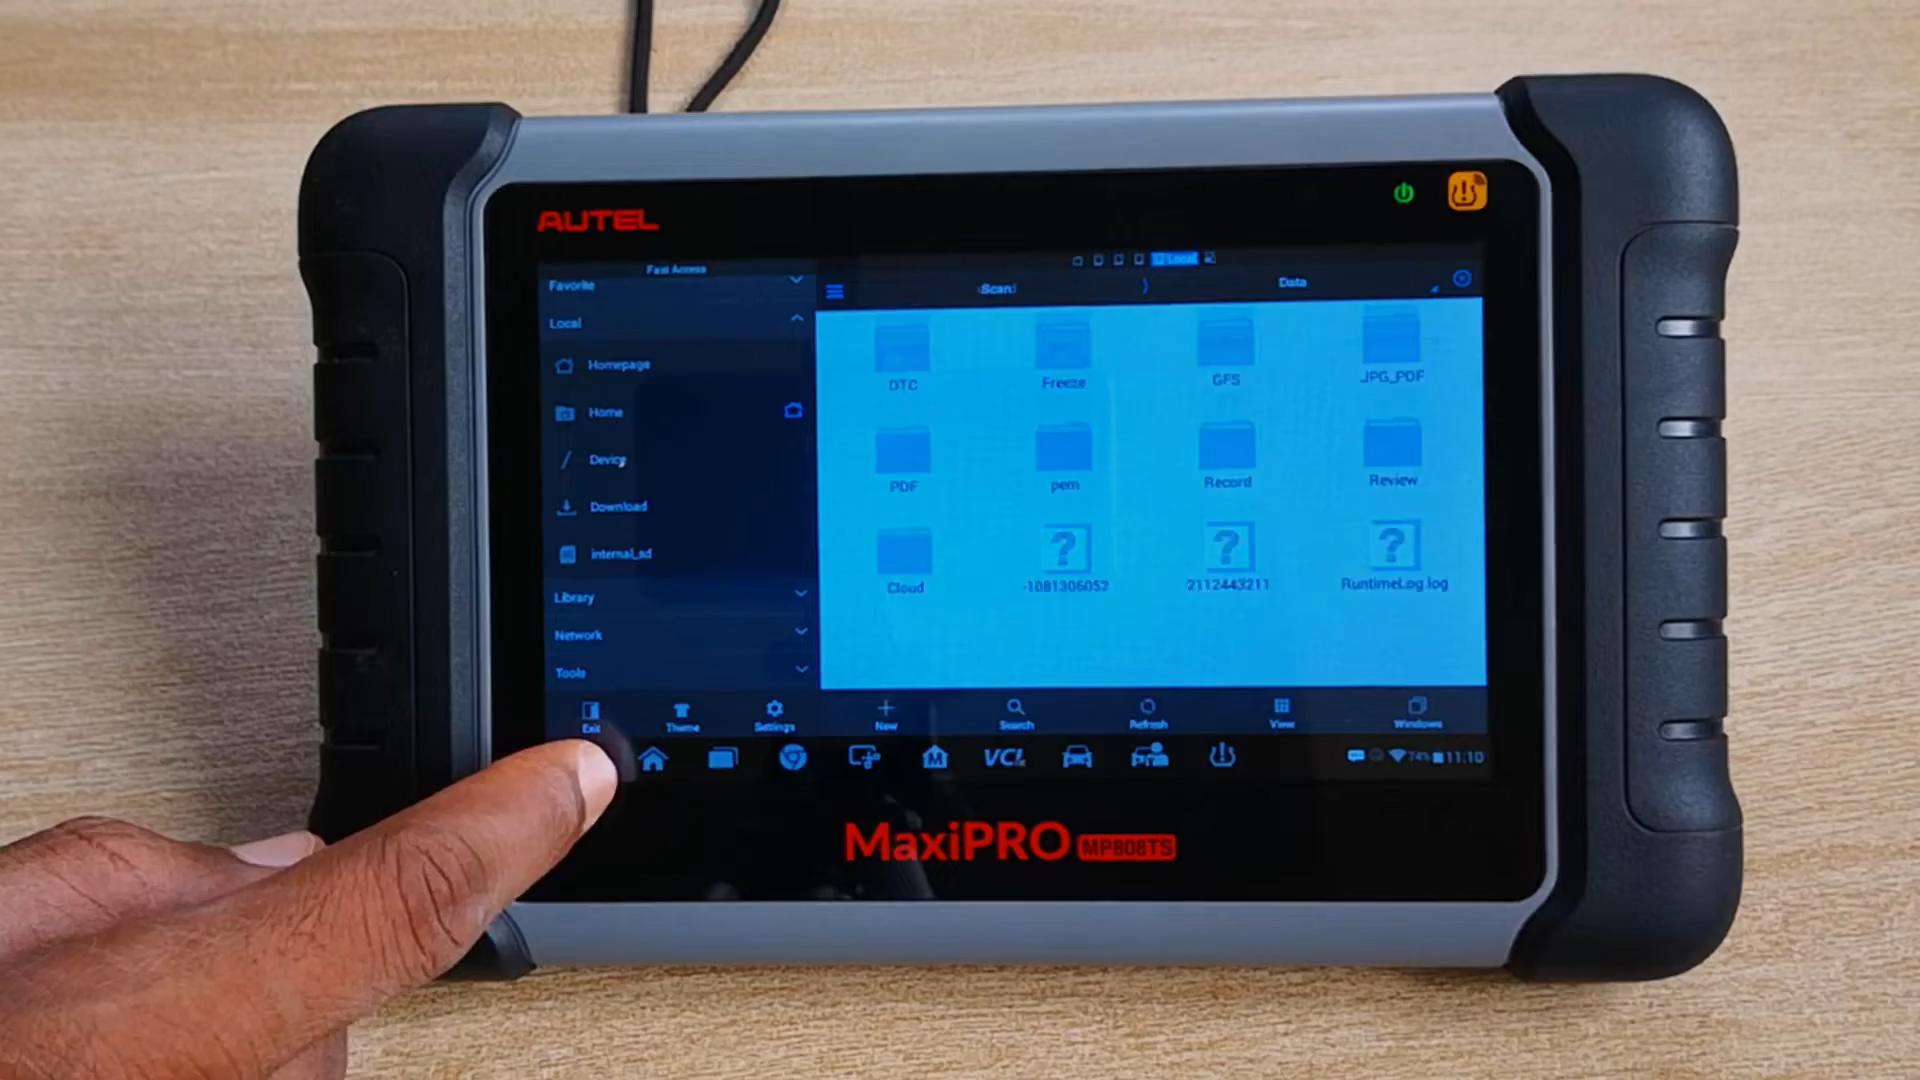 AUTEL
Fast Access
Favorite
Local
Homepage
Home
Device
Download
internal_sd
Library
Network
Tools
Exit
Theme
Settings
Local
Scan
Data
DTC
Freeze
GFS
JPG_PDF
PDF
pem
Record
Review
Cloud
-1081306052
2112443211
RuntimeLog.log
New
Search
Refresh
View
Windows
M
VCI
74%
11:10
MaxiPRO MP808TS